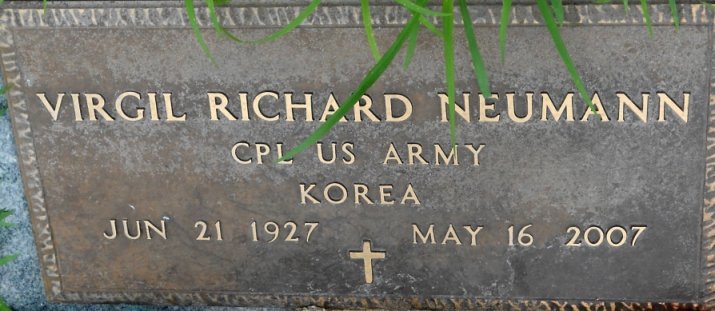 VIRGIL RICHARD NEUMANN
CPL US ARMY
KOREA
JUN 21 1927 MAY 16 2007